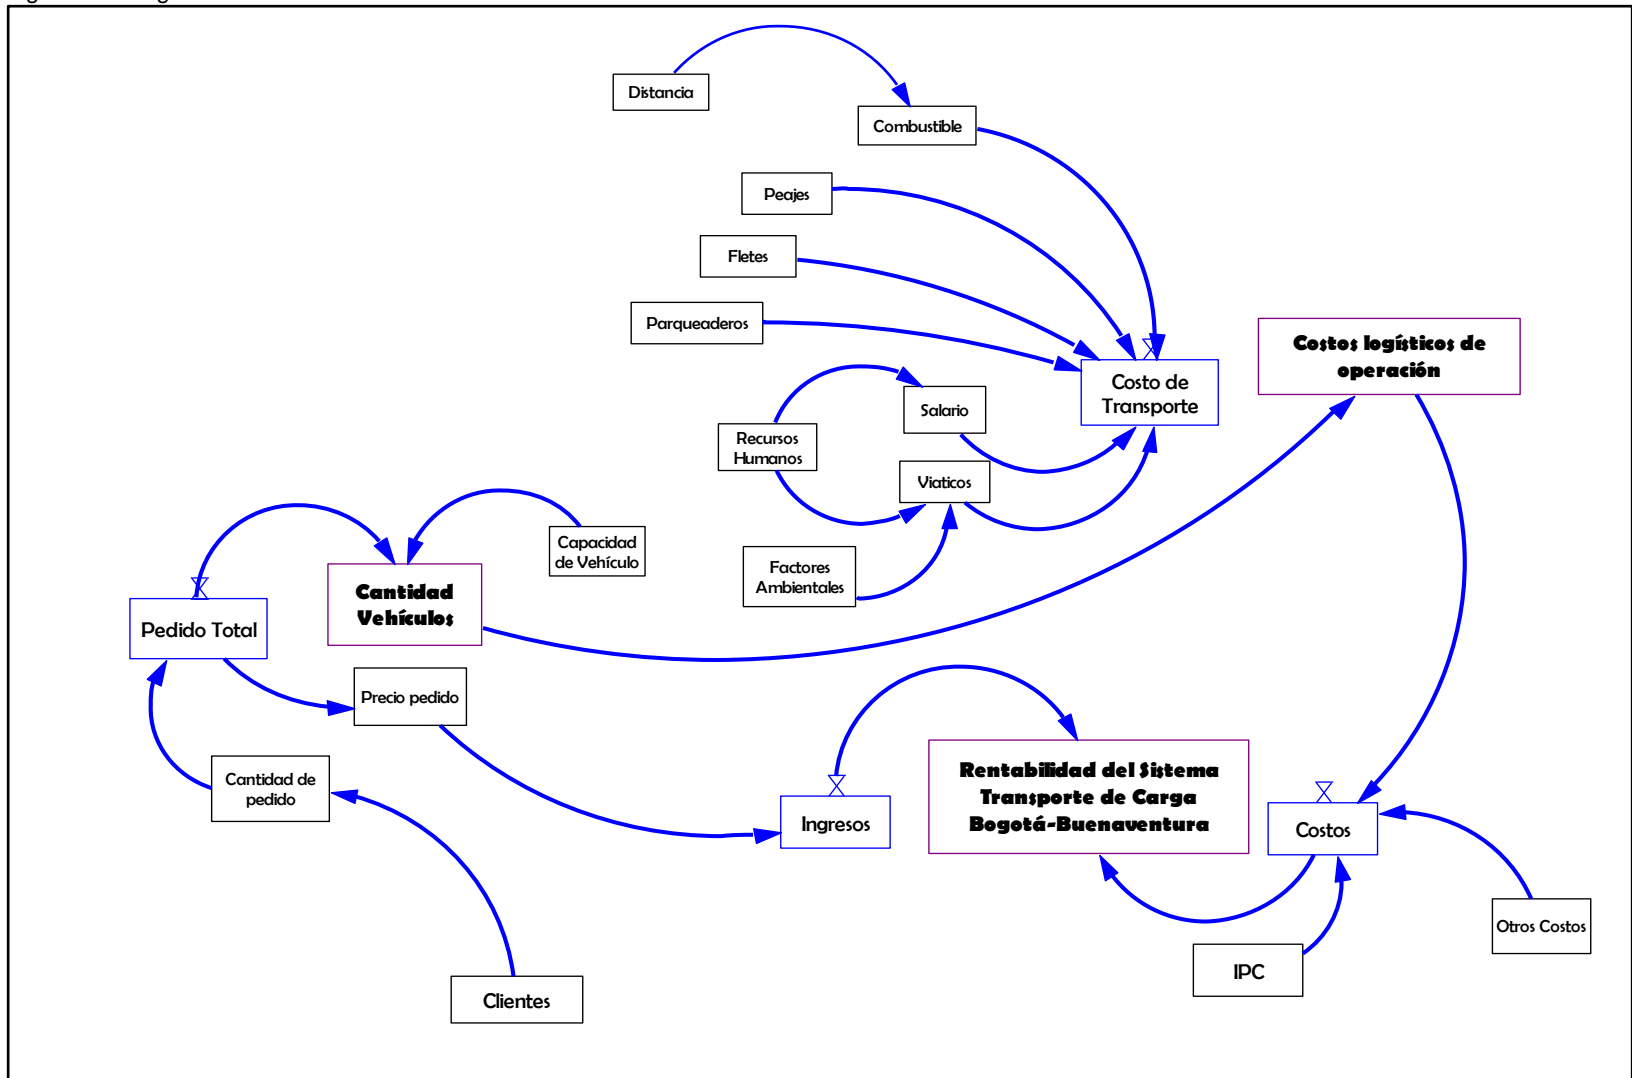 Distancia
Combustible
Peajes
Fletes
Parqueaderos
Costos logísticos de
operación
Costo de
Transporte
Salario
Recursos
Humanos
Viaticos
Capacidad
de Vehículo
Factores
Ambientales
Cantidad
Vehículos
Pedido Total
Precio pedido
Cantidad de
pedido
Ingresos
Rentabilidad del Sistema
Transporte de Carga
Bogotá-Buenaventura
Costos
Otros Costos
IPC
Clientes